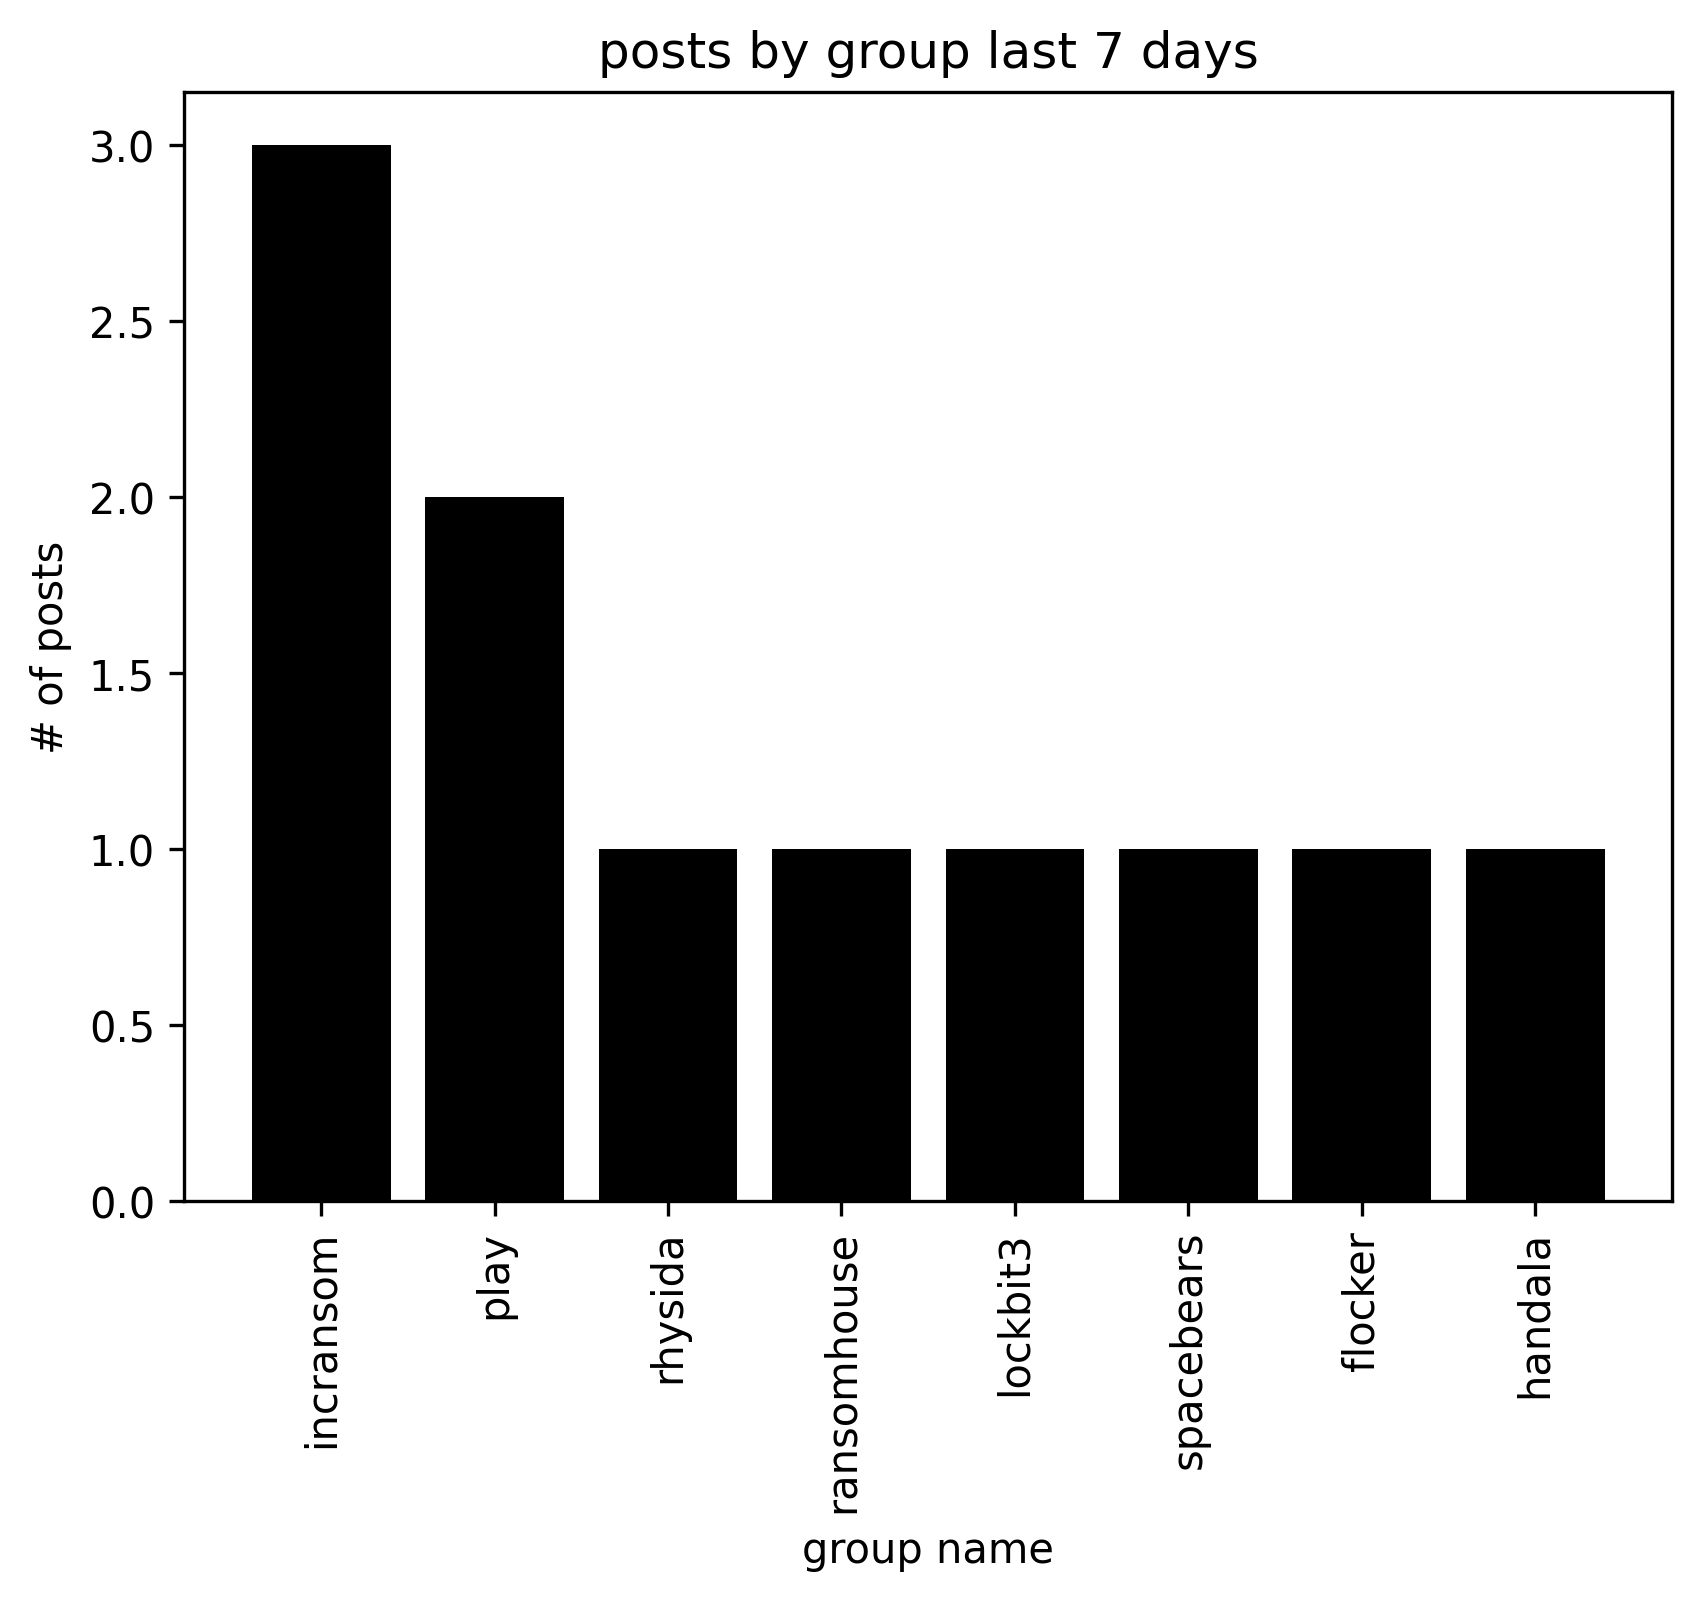 posts by group last 7 days
3.0
2.5
2.0
1.5
1.0
0.5
0.0
# of posts
incransom
play
rhysida
ransomhouse
lockbit3
spacebears
flocker
handala
group name